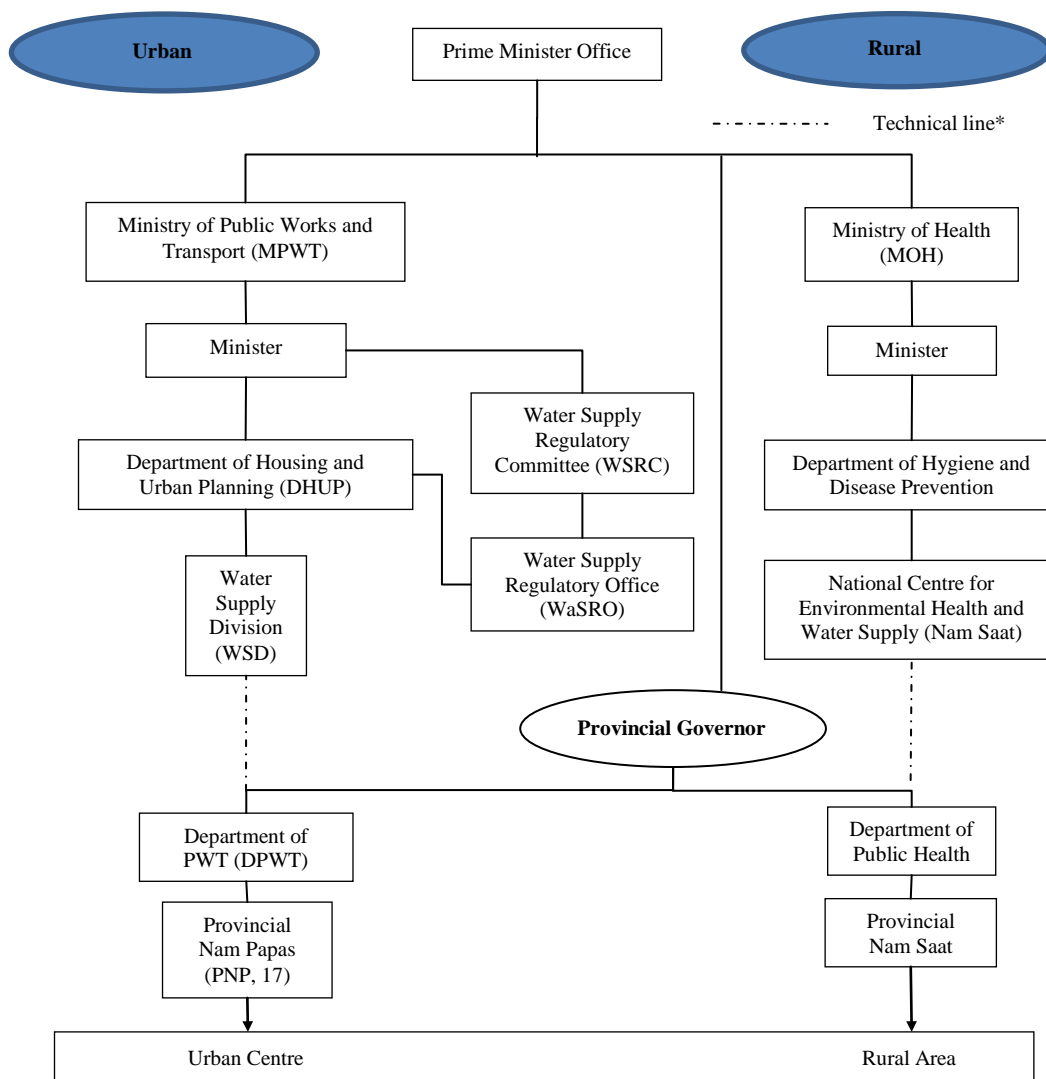 Urban
Prime Minister Office
Rural
Technical line*
Ministry of Public Works and
Transport (MPWT)
Ministry of Health
(MOH)
Minister
Minister
Water Supply
Regulatory
Committee (WSRC)
Department of Housing and
Urban Planning (DHUP)
Department of Hygiene and
Disease Prevention
Water
Supply
Division
(WSD)
Water Supply
Regulatory Office
(WaSRO)
National Centre for
Environmental Health and
Water Supply (Nam Saat)
Provincial Governor
Department of
PWT (DPWT)
Department of
Public Health
Provincial
Nam Papas
(PNP, 17)
Provincial
Nam Saat
Urban Centre
Rural Area